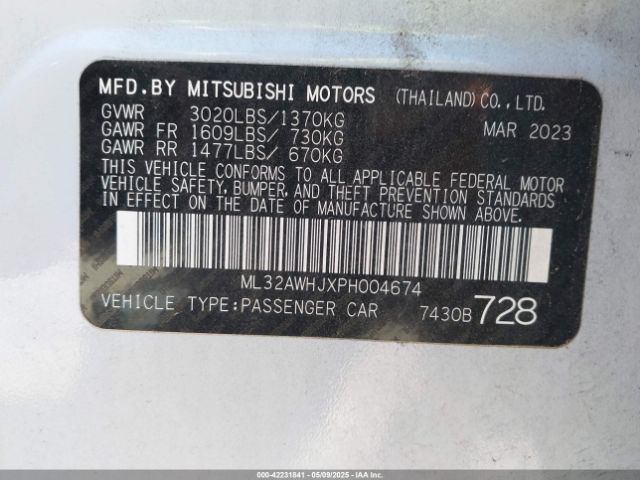 MFD.BY MITSUBISHI MOTORS (THAILAND)CO.,LTD.
GVWR 3020LBS/1370KG MAR 2023
GAWR FR 1609LBS/ 730KG
GAWR RR 1477LBS/ 670KG
THIS VEHICLE CONFORMS TO ALL APPLICABLE FEDERAL MOTOR
VEHICLE SAFETY, BUMPER, AND THEFT PREVENTION STANDARDS
IN EFFECT ON THE DATE OF MANUFACTURE SHOWN ABOVE.
ML32AWHJXPH004674
VEHICLE TYPE:PASSENGER CAR 7430B 728
000-42231841 - 05/09/2025 - IAA Inc.